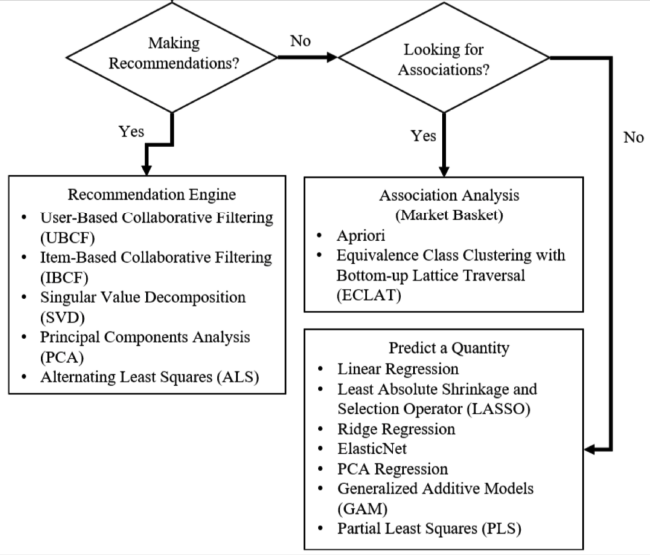 Making
Recommendations?
No
Looking for
Associations?
Yes
Yes
No
Recommendation Engine
• User-Based Collaborative Filtering
(UBCF)
• Item-Based Collaborative Filtering
(IBCF)
• Singular Value Decomposition
(SVD)
• Principal Components Analysis
(PCA)
• Alternating Least Squares (ALS)
Association Analysis
(Market Basket)
• Apriori
• Equivalence Class Clustering with
Bottom-up Lattice Traversal
(ECLAT)
Predict a Quantity
• Linear Regression
• Least Absolute Shrinkage and
Selection Operator (LASSO)
• Ridge Regression
• ElasticNet
• PCA Regression
• Generalized Additive Models
(GAM)
• Partial Least Squares (PLS)